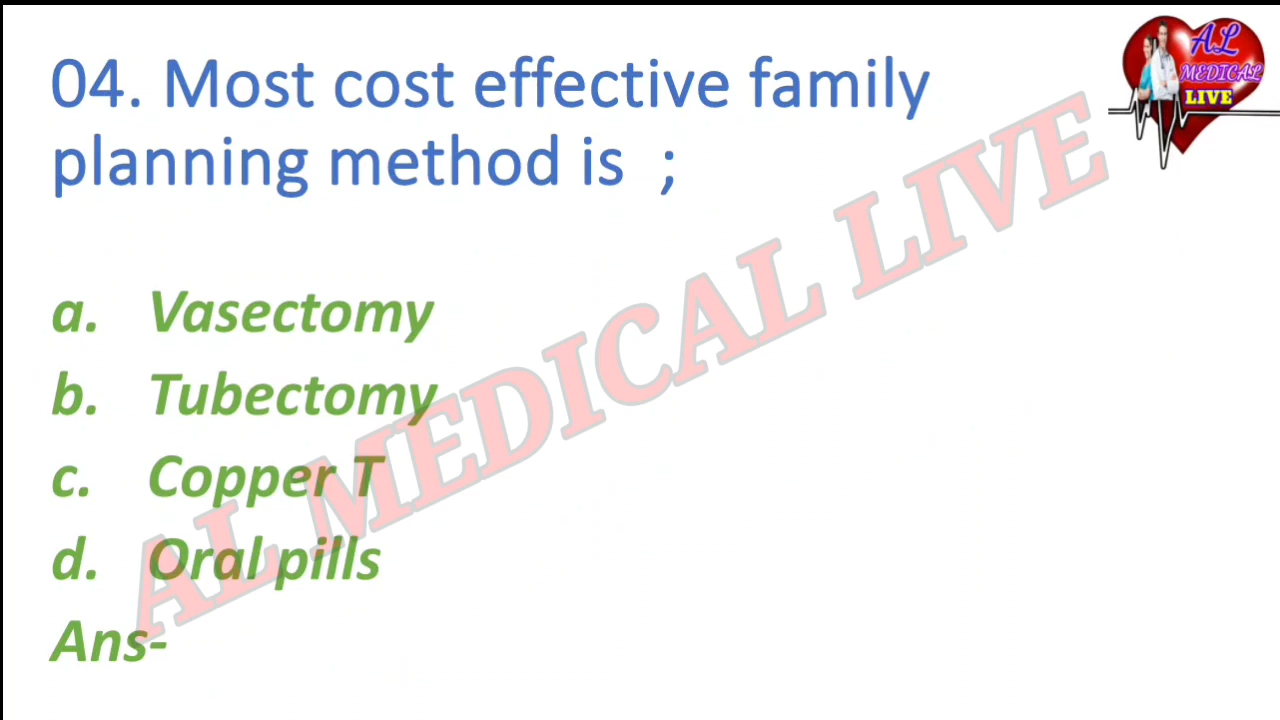 04. Most cost effective family
planning method is ;
a. Vasectomy
b. Tubectomy
c. Copper T
d. Oral pills
Ans-
AL MEDICAL LIVE
AL
MEDICAL
LIVE